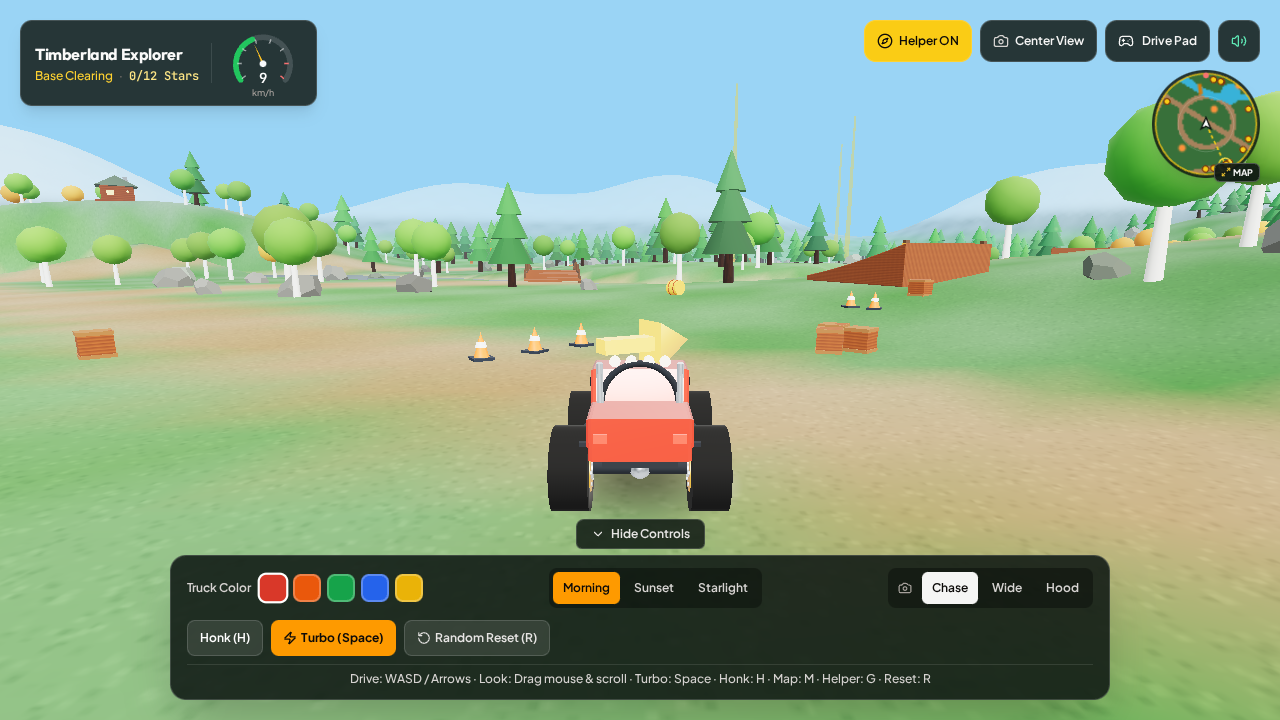 Timberland Explorer
Base Clearing · 0/12 Stars
9
km/h
Helper ON
Center View
Drive Pad
MAP
Hide Controls
Truck Color
Morning
Sunset
Starlight
Chase
Wide
Hood
Honk (H)
Turbo (Space)
Random Reset (R)
Drive: WASD / Arrows · Look: Drag mouse & scroll · Turbo: Space · Honk: H · Map: M · Helper: G · Reset: R